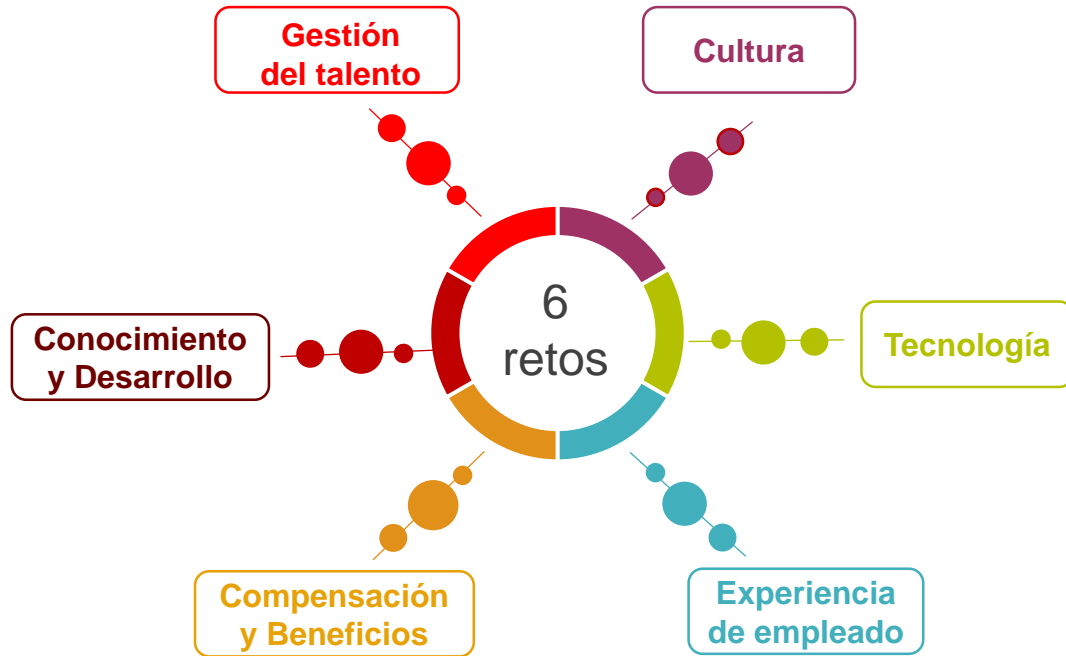 Gestión
del talento
Cultura
6
retos
Conocimiento
y Desarrollo
Tecnología
Compensación
y Beneficios
Experiencia
de empleado